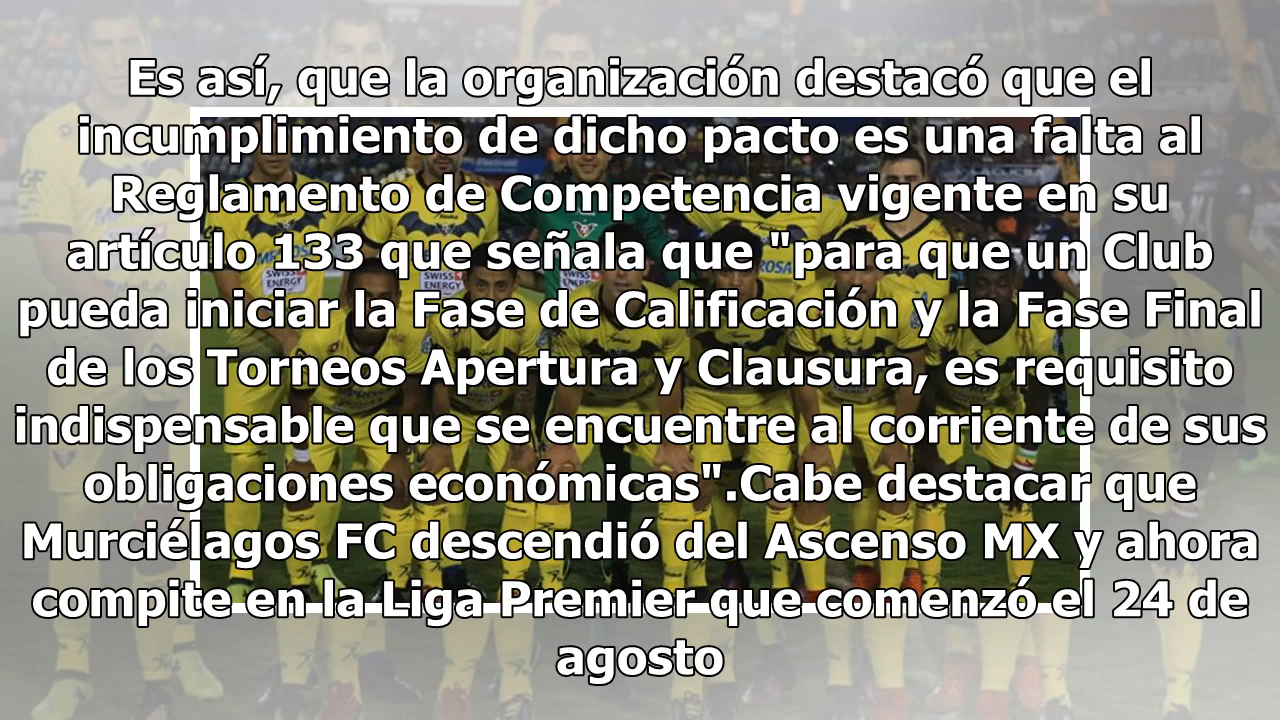 Es así, que la organización destacó que el
incumplimiento de dicho pacto es una falta al
Reglamento de Competencia vigente en su
artículo 133 que señala que "para que un Club
pueda iniciar la Fase de Calificación y la Fase Final
de los Torneos Apertura y Clausura, es requisito
indispensable que se encuentre al corriente de sus
obligaciones económicas".Cabe destacar que
Murciélagos FC descendió del Ascenso MX y ahora
compite en la Liga Premier que comenzó el 24 de
agosto
SWISS
ENERGY
SWISS
ENERGY